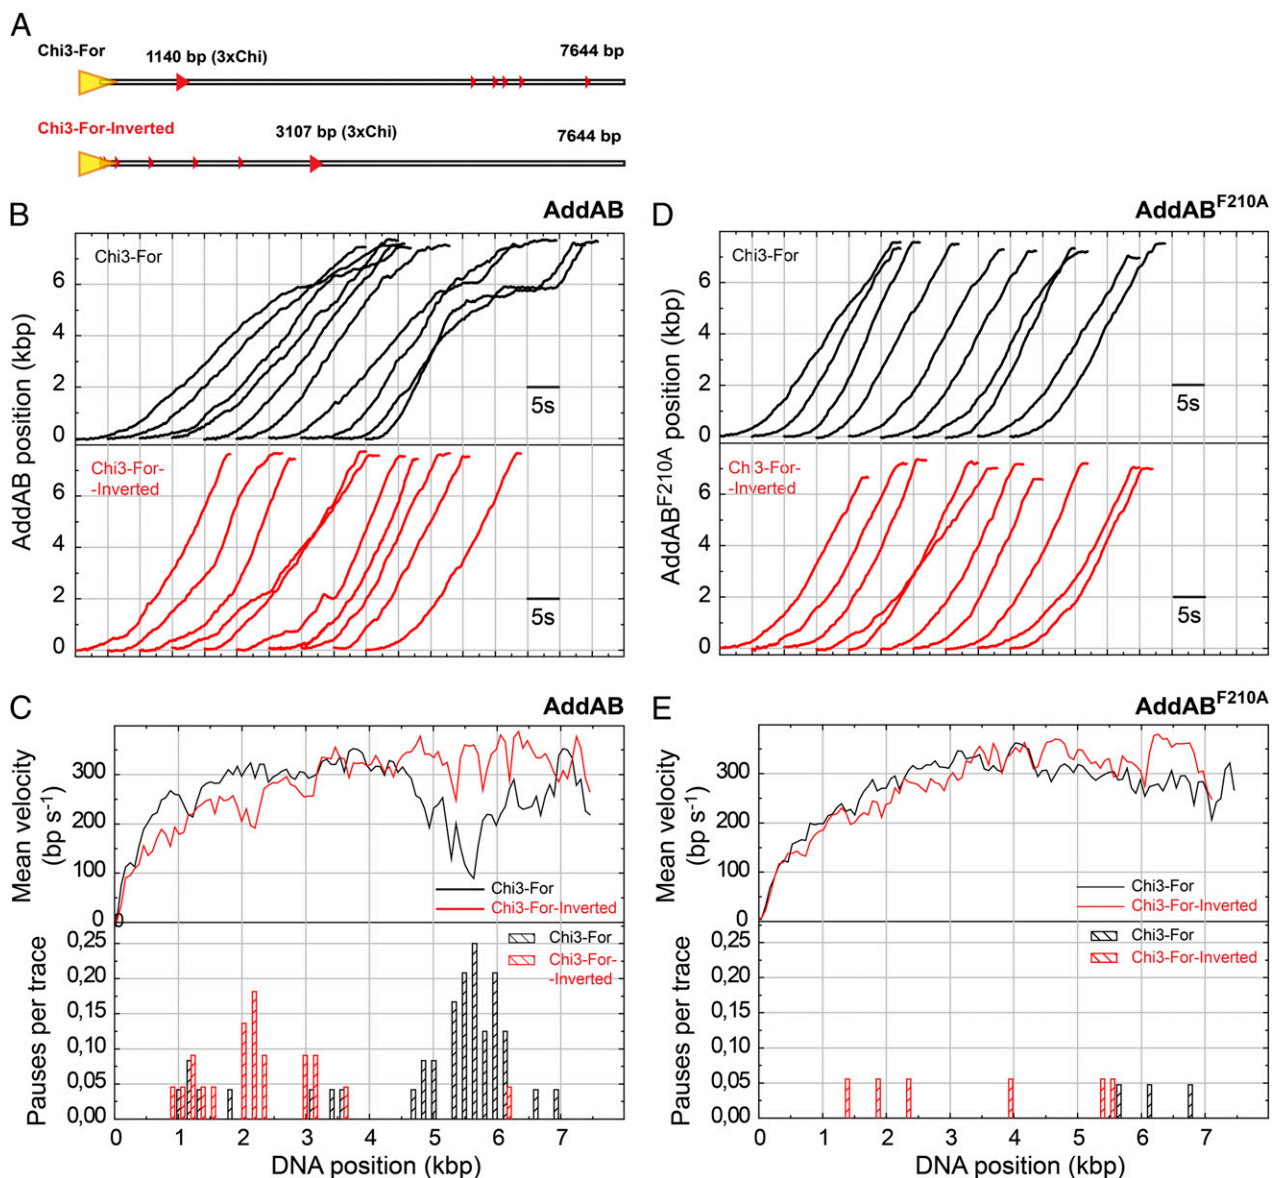 A
Chi3-For
1140 bp (3xChi)
7644 bp
Chi3-For-Inverted
3107 bp (3xChi)
7644 bp
B
AddAB
Chi3-For
AddAB position (kbp)
6
4
2
0
5s
Chi3-For-
-Inverted
6
4
2
0
5s
D
AddABF210A
Chi3-For
AddABF210A position (kbp)
6
4
2
0
5s
Chi3-For-
-Inverted
6
4
2
0
5s
C
AddAB
Mean velocity
(bp s-1)
300
200
100
0
0
Chi3-For
Chi3-For-Inverted
Pauses per trace
0,25
0,20
0,15
0,10
0,05
0,00
Chi3-For
Chi3-For-
-Inverted
0 1 2 3 4 5 6 7
DNA position (kbp)
E
AddABF210A
Mean velocity
(bp s-1)
300
200
100
0
Chi3-For
Chi3-For-Inverted
Pauses per trace
0,25
0,20
0,15
0,10
0,05
0,00
Chi3-For
Chi3-For-Inverted
0 1 2 3 4 5 6 7
DNA position (kbp)